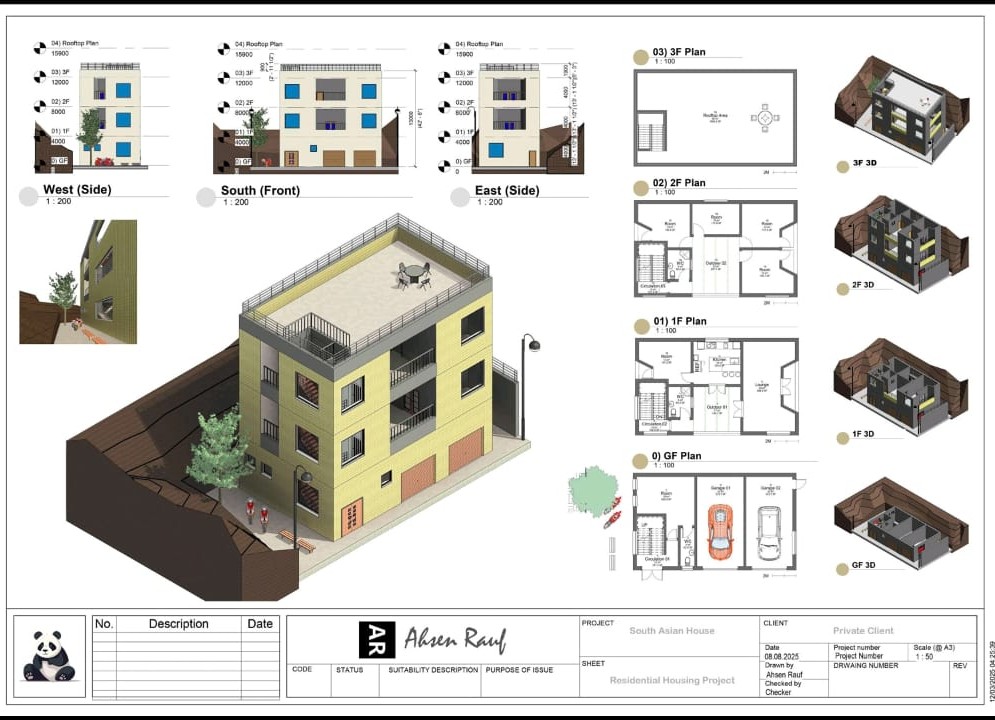 04) Rooftop Plan
15900
03) 3F
12000
02) 2F
8000
01) 1F
4000
0) GF
West (Side)
1 : 200
04) Rooftop Plan
15900
03) 3F
12000
02) 2F
8000
01) 1F
4000
0) GF
South (Front)
1 : 200
04) Rooftop Plan
15900
03) 3F
12000
02) 2F
8000
01) 1F
4000
0) GF
0
East (Side)
1 : 200
03) 3F Plan
1 : 100
Rooftop Area
02) 2F Plan
1 : 100
Room
Room
Room
Outdoor 02
Room
01) 1F Plan
1 : 100
Room
Kitchen
Lounge
Outdoor 01
0) GF Plan
1 : 100
Room
Garage 01
Garage 02
UP
3F 3D
2F 3D
1F 3D
GF 3D
No.
Description
Date
AR
Ahsen Rauf
CODE
STATUS
SUITABILITY DESCRIPTION
PURPOSE OF ISSUE
PROJECT
South Asian House
SHEET
Residential Housing Project
CLIENT
Private Client
Date
08.08.2025
Drawn by
Ahsen Rauf
Checked by
Checker
Project number
Project Number
Scale (@ A3)
1 : 50
DRWAING NUMBER
REV
12/03/2025 04:25:39